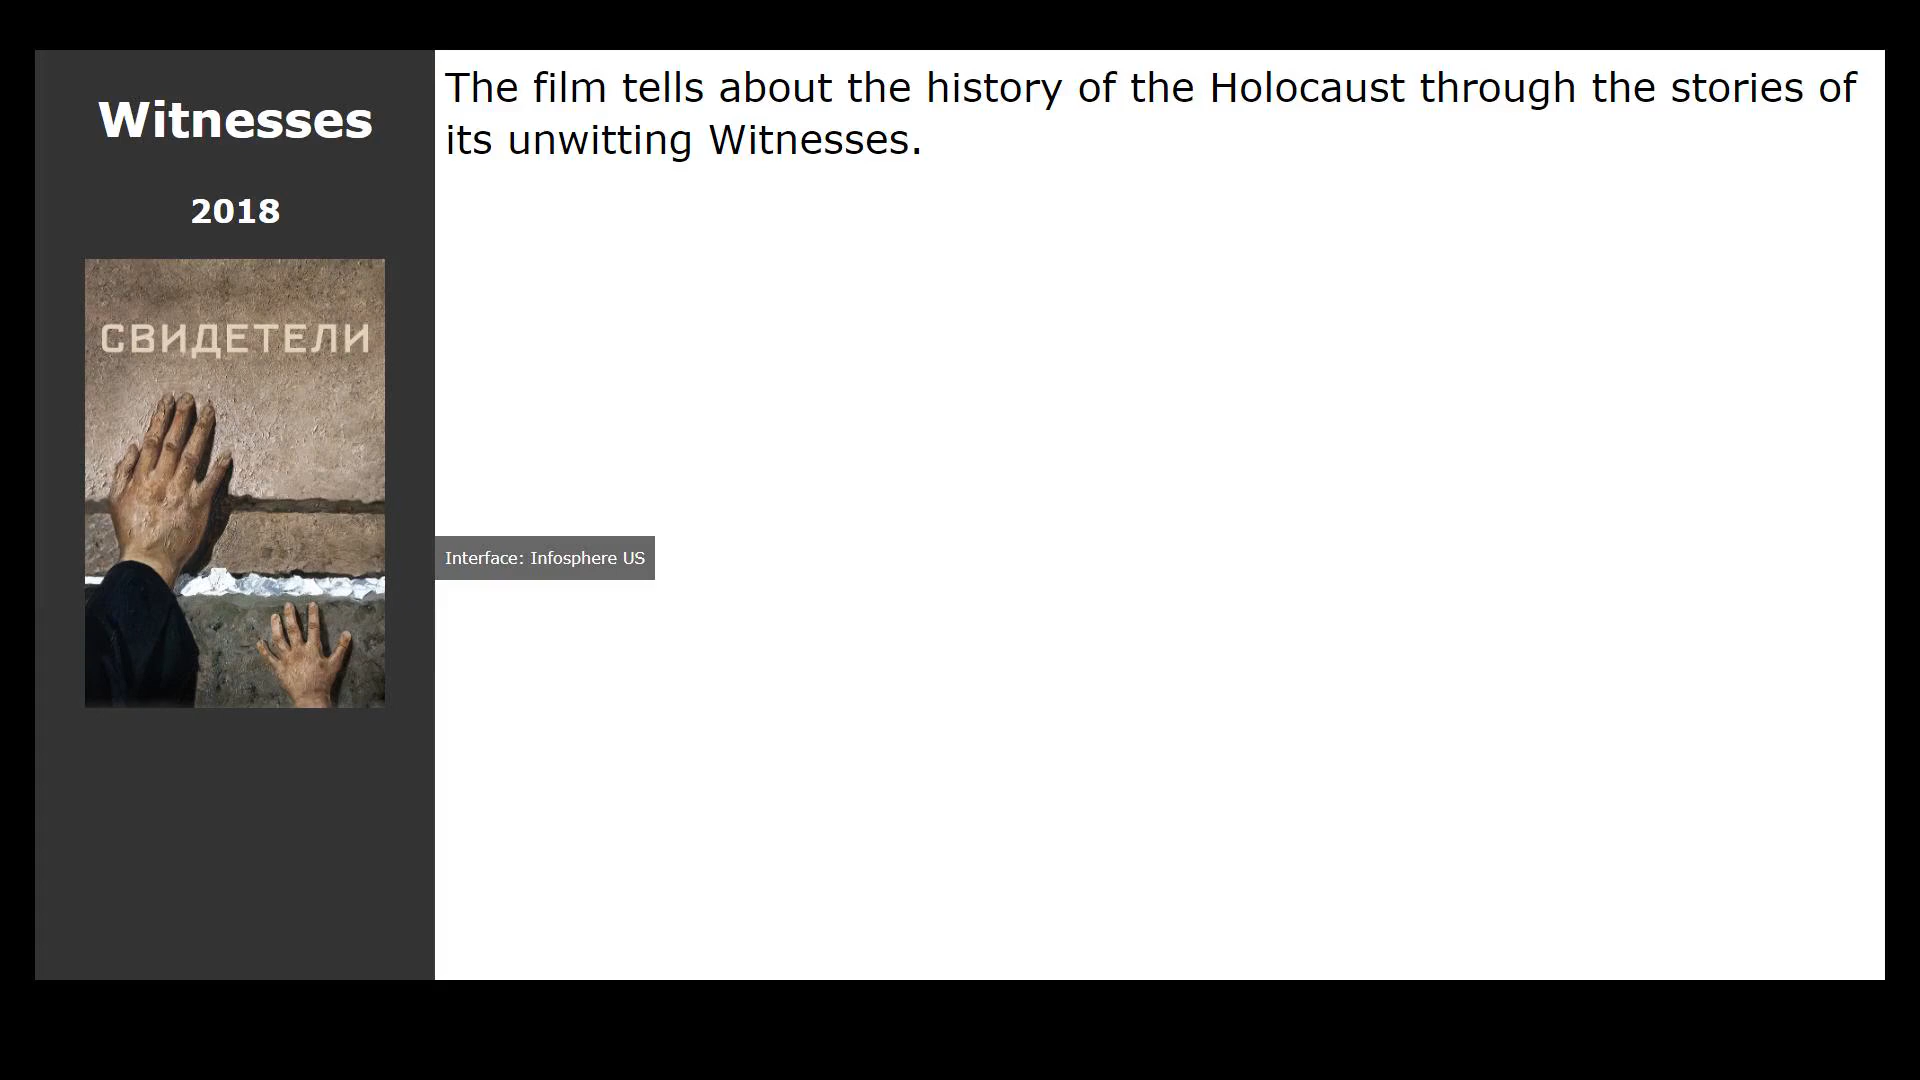 Witnesses
2018
СВИДЕТЕЛИ
The film tells about the history of the Holocaust through the stories of
its unwitting Witnesses.
Interface: Infosphere US